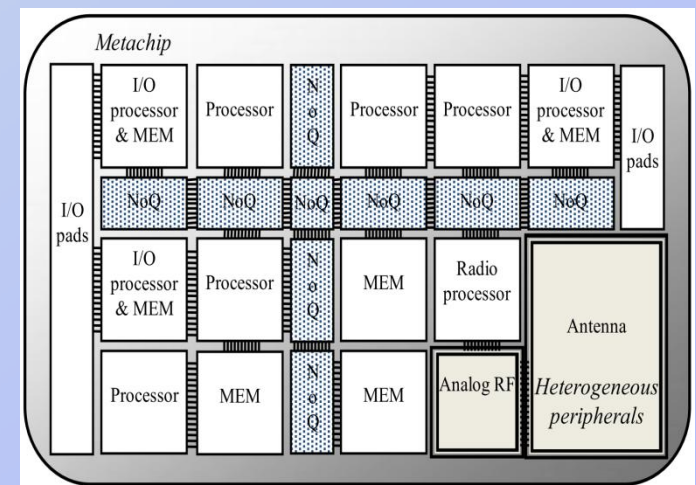 Metachip
I/O
pads
I/O
processor
& MEM
Processor
N
o
Q
Processor
Processor
I/O
processor
& MEM
I/O
pads
NoQ
NoQ
NoQ
NoQ
NoQ
NoQ
I/O
processor
& MEM
Processor
N
o
Q
MEM
Radio
processor
Antenna
Heterogeneous
peripherals
Processor
MEM
N
o
Q
MEM
Analog RF